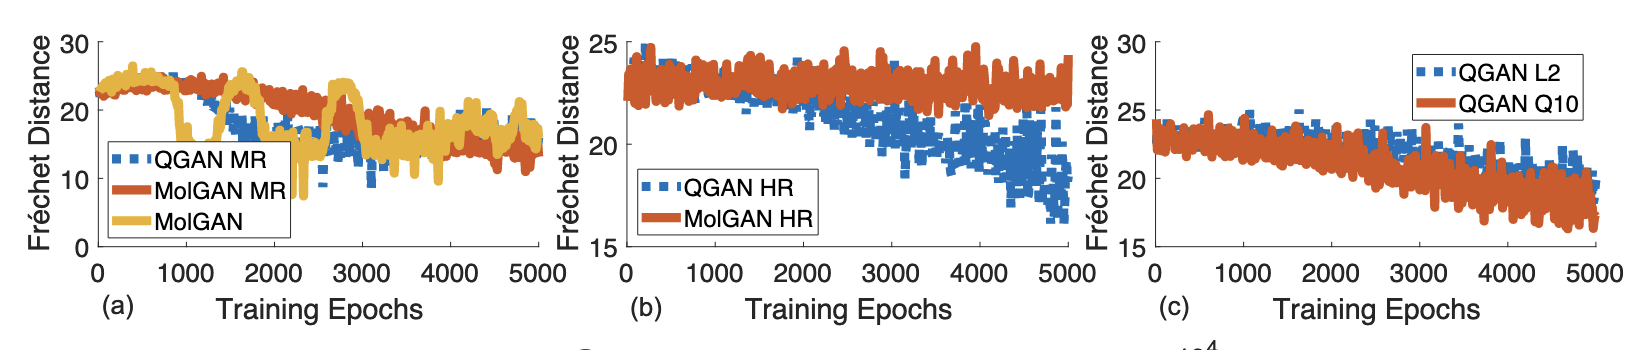 Fréchet Distance
30
20
10
0
QGAN MR
MolGAN MR
MolGAN
0 1000 2000 3000 4000 5000
(a) Training Epochs
Fréchet Distance
25
20
15
QGAN HR
MolGAN HR
0 1000 2000 3000 4000 5000
(b) Training Epochs
Fréchet Distance
30
25
20
15
QGAN L2
QGAN Q10
0 1000 2000 3000 4000 5000
(c) Training Epochs